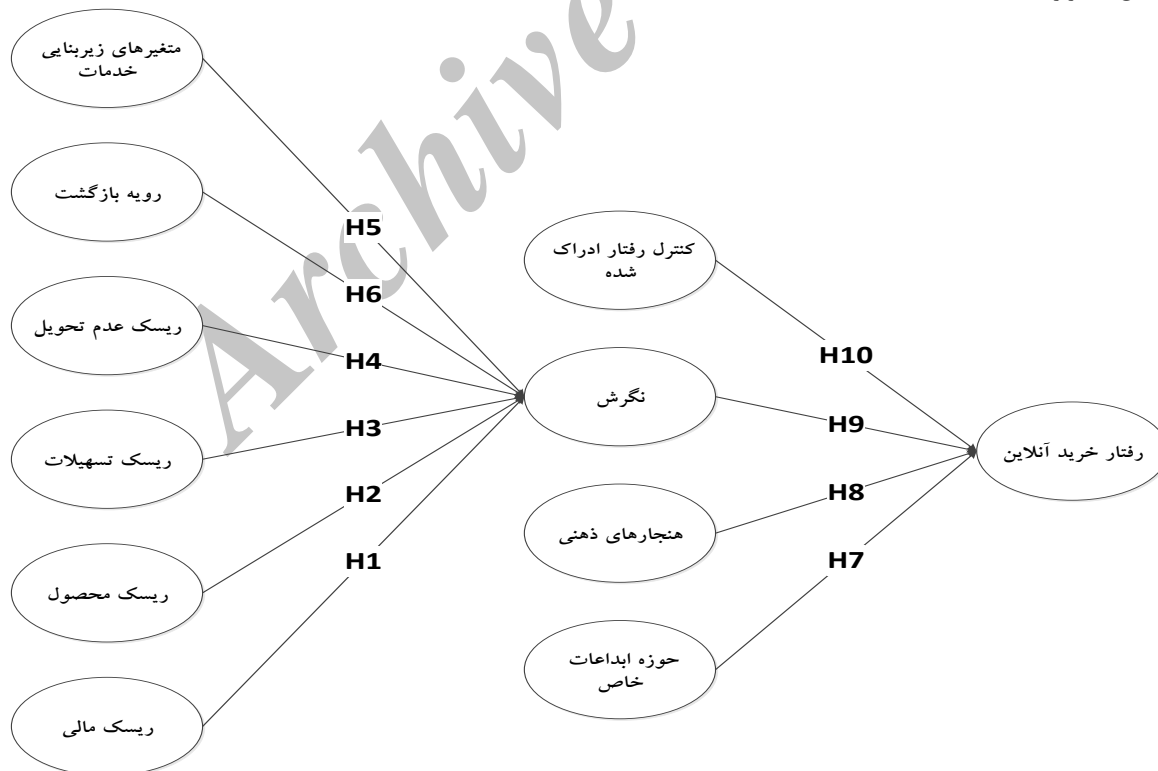 متغیرهای زیربنایی
خدمات
رویه بازگشت
ریسک عدم تحویل
ریسک تسهیلات
ریسک محصول
ریسک مالی
H5
H6
H4
H3
H2
H1
کنترل رفتار ادراک
شده
نگرش
هنجارهای ذهنی
حوزه ابداعات
خاص
H10
H9
H8
H7
رفتار خرید آنلاین
Archive